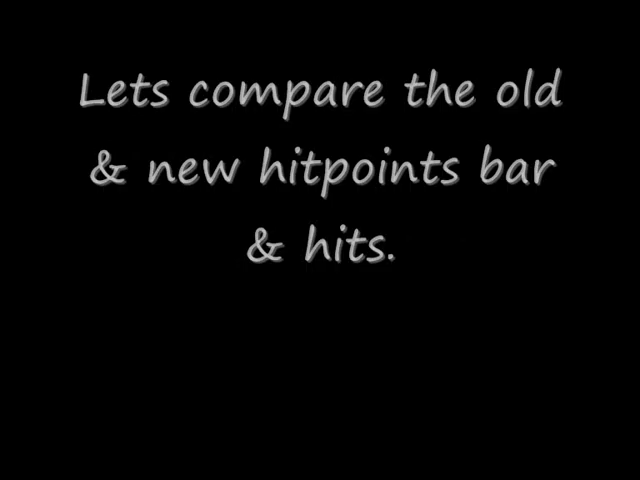 Lets compare the old
& new hitpoints bar
& hits.